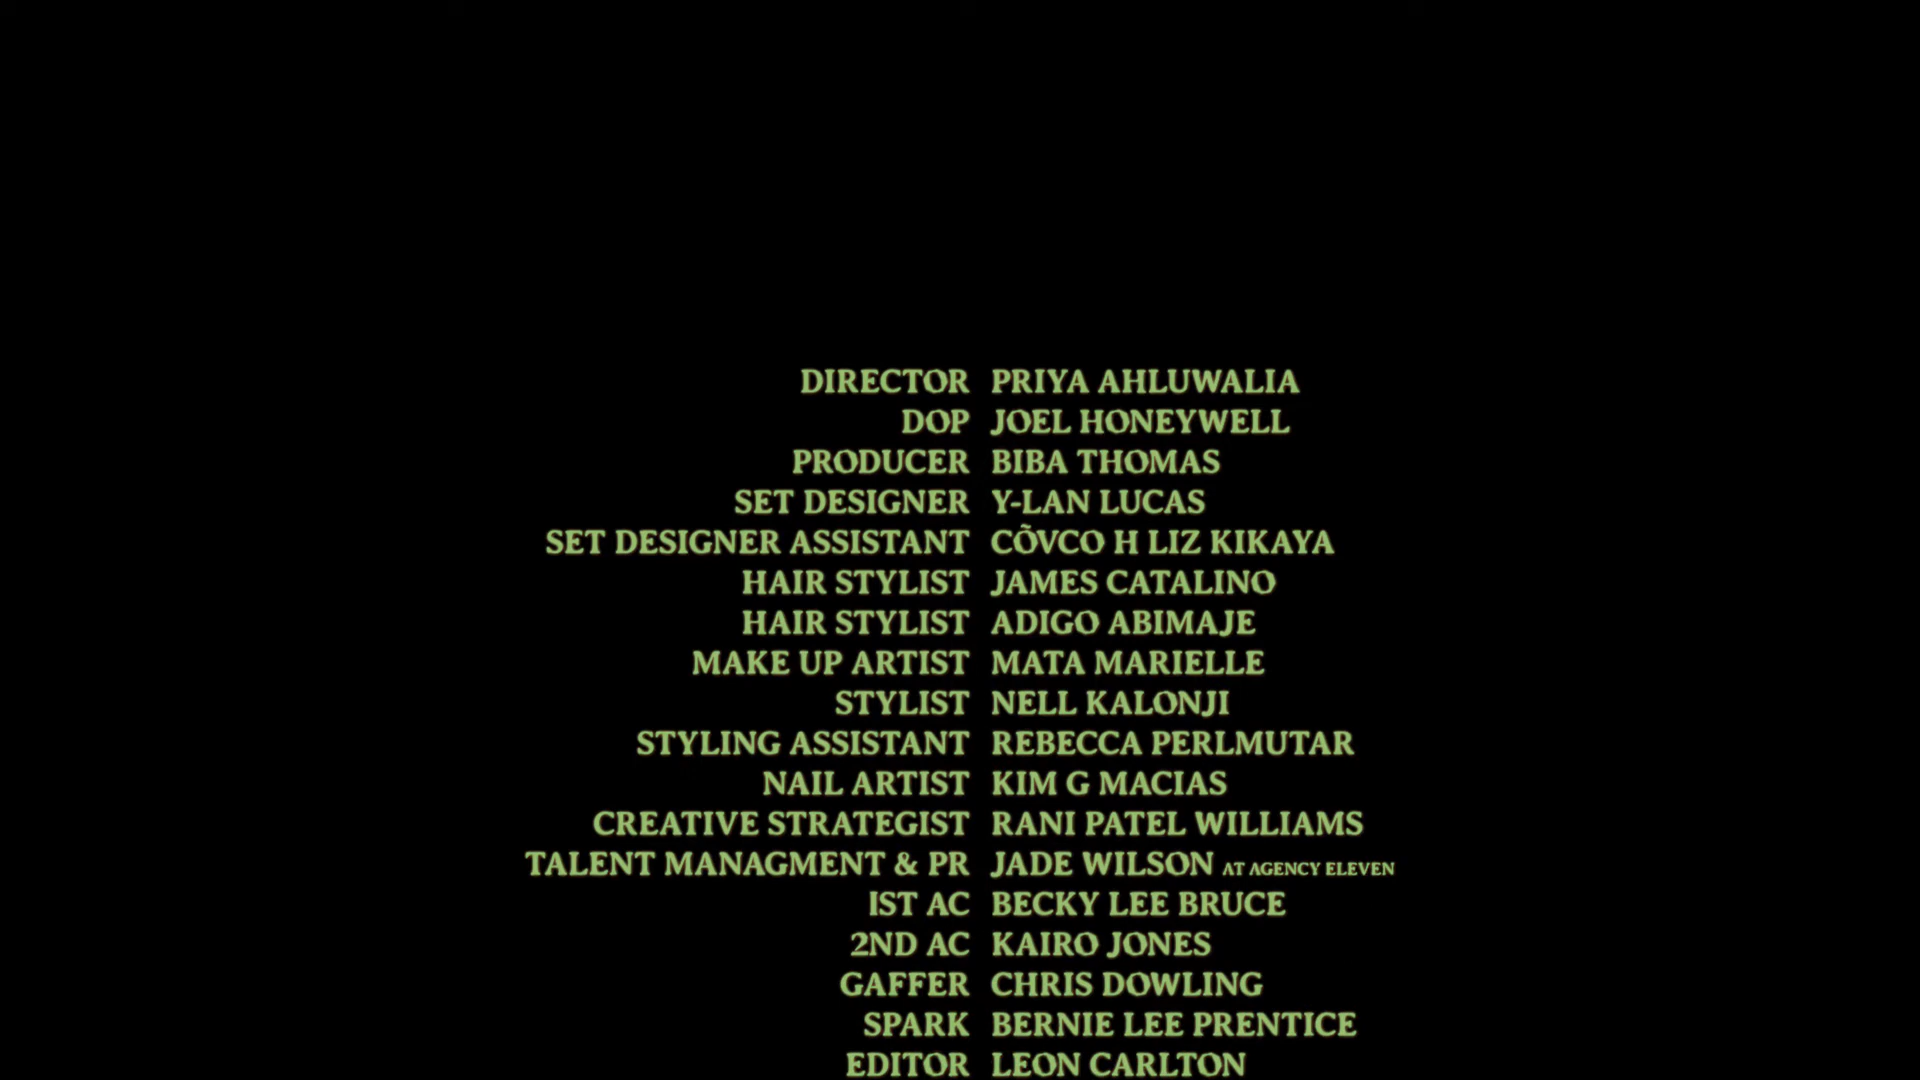 DIRECTOR PRIYA AHLUWALIA
DOP JOEL HONEYWELL
PRODUCER BIBA THOMAS
SET DESIGNER Y-LAN LUCAS
SET DESIGNER ASSISTANT CÕVCO H LIZ KIKAYA
HAIR STYLIST JAMES CATALINO
HAIR STYLIST ADIGO ABIMAJE
MAKE UP ARTIST MATA MARIELLE
STYLIST NELL KALONJI
STYLING ASSISTANT REBECCA PERLMUTAR
NAIL ARTIST KIM G MACIAS
CREATIVE STRATEGIST RANI PATEL WILLIAMS
TALENT MANAGMENT & PR JADE WILSON AT AGENCY ELEVEN
1ST AC BECKY LEE BRUCE
2ND AC KAIRO JONES
GAFFER CHRIS DOWLING
SPARK BERNIE LEE PRENTICE
EDITOR LEON CARLTON